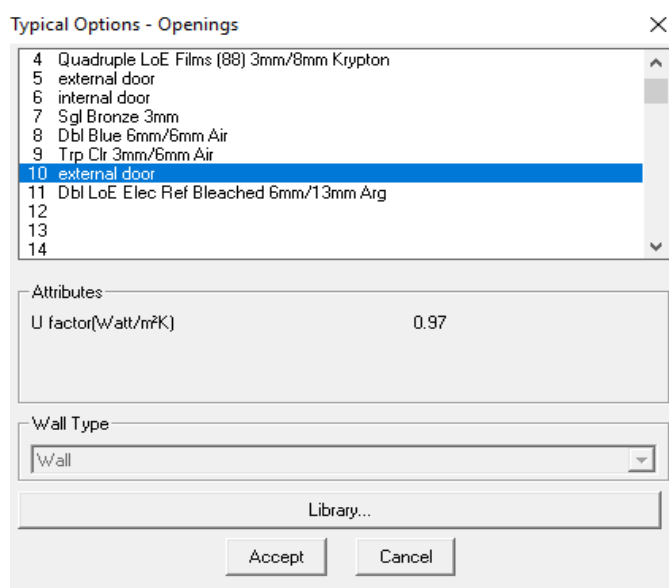 Typical Options - Openings
4 Quadruple LoE Films (88) 3mm/8mm Krypton
5 external door
6 internal door
7 Sgl Bronze 3mm
8 Dbl Blue 6mm/6mm Air
9 Trp Clr 3mm/6mm Air
10 external door
11 Dbl LoE Elec Ref Bleached 6mm/13mm Arg
12
13
14
Attributes
U factor(Watt/m²K) 0.97
Wall Type
Wall
Library...
Accept Cancel